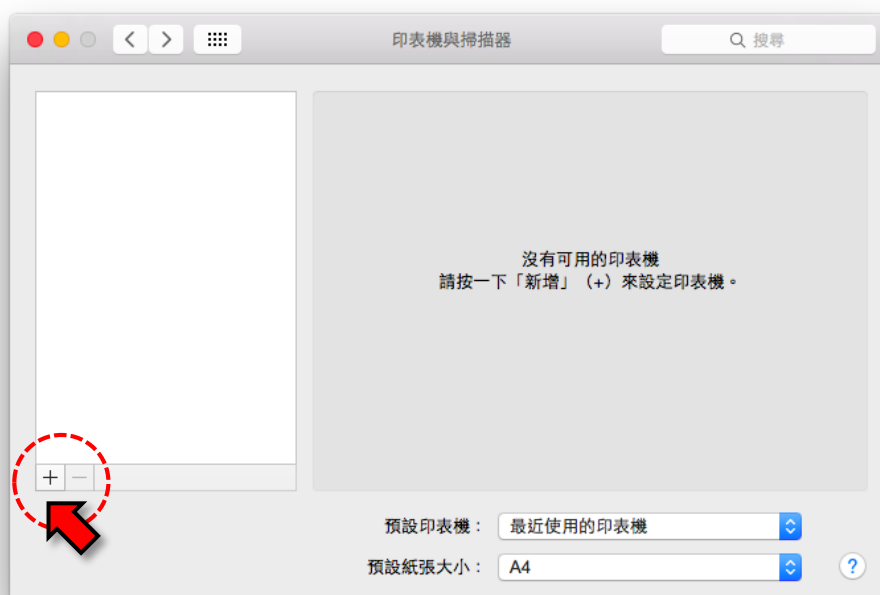 印表機與掃描器
搜尋
沒有可用的印表機
請按一下「新增」（+）來設定印表機。
+ −
預設印表機： 最近使用的印表機
預設紙張大小： A4
?